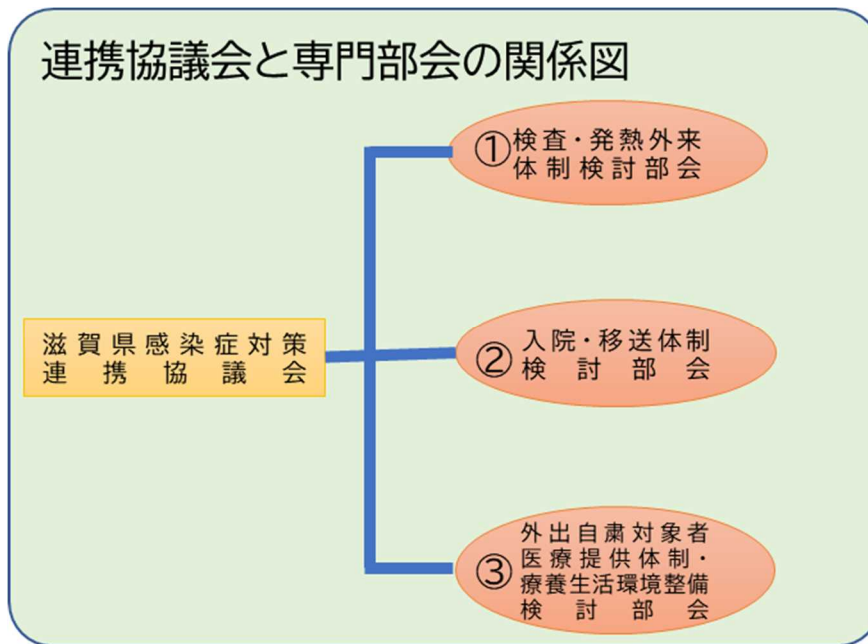 連携協議会と専門部会の関係図
①検査・発熱外来
体制検討部会
滋賀県感染症対策
連携協議会
②入院・移送体制
検討部会
③外出自粛対象者
医療提供体制・
療養生活環境整備
検討部会